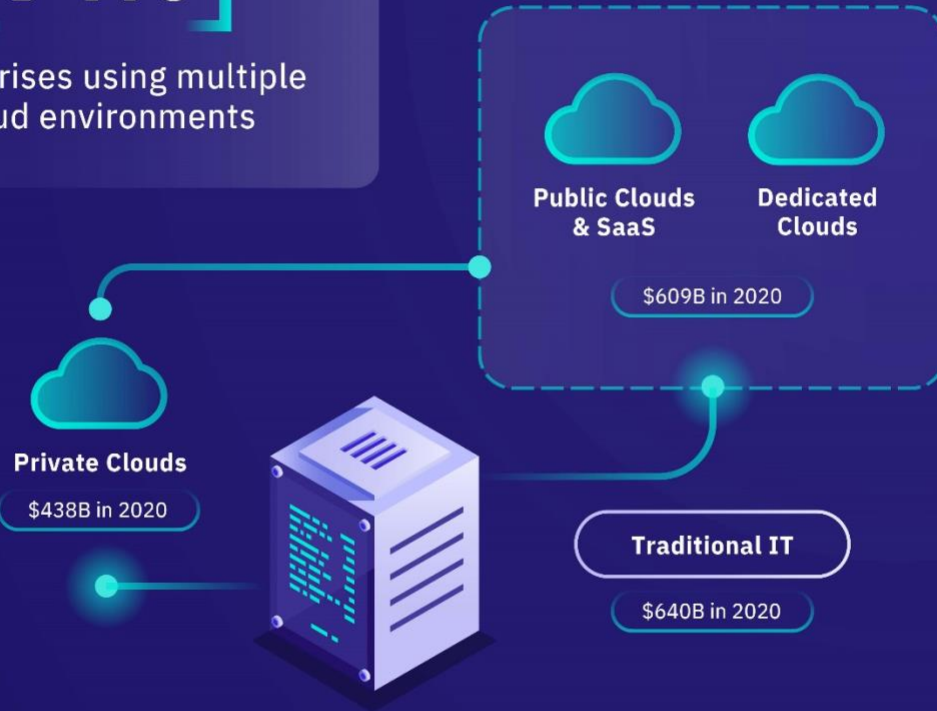 rises using multiple
ud environments
Public Clouds
& SaaS
Dedicated
Clouds
$609B in 2020
Private Clouds
$438B in 2020
Traditional IT
$640B in 2020